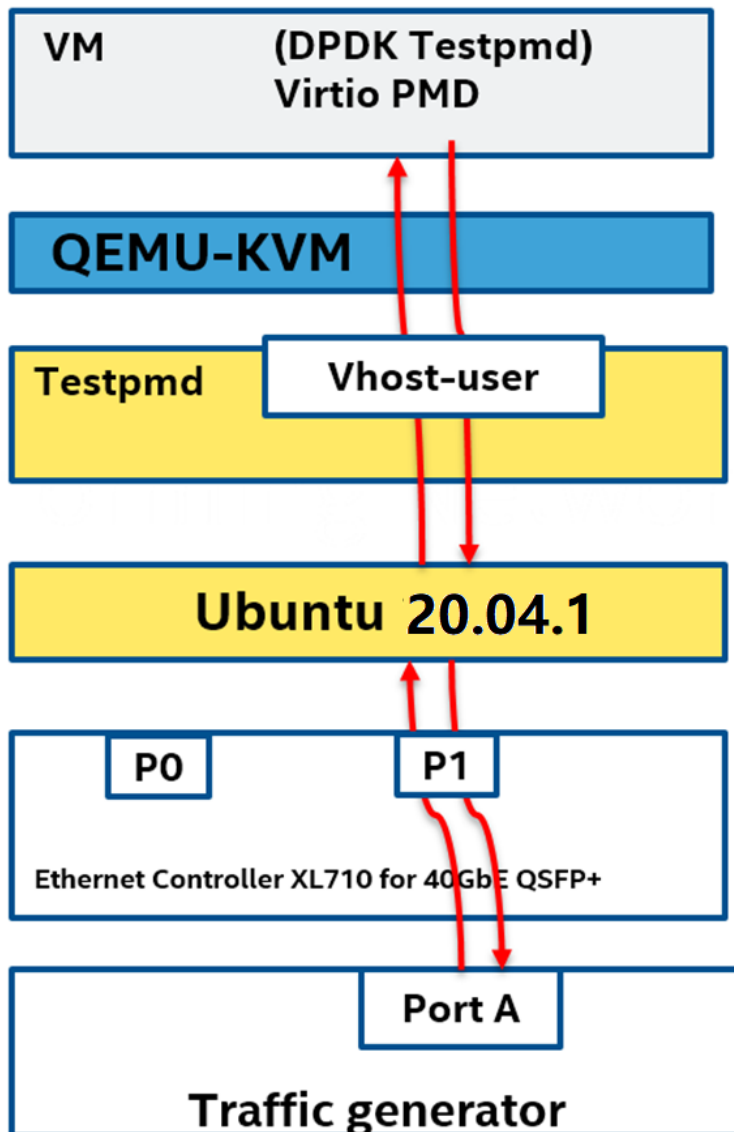 VM (DPDK Testpmd)
Virtio PMD
QEMU-KVM
Testpmd
Vhost-user
Ubuntu 20.04.1
P0
P1
Ethernet Controller XL710 for 40GbE QSFP+
Port A
Traffic generator